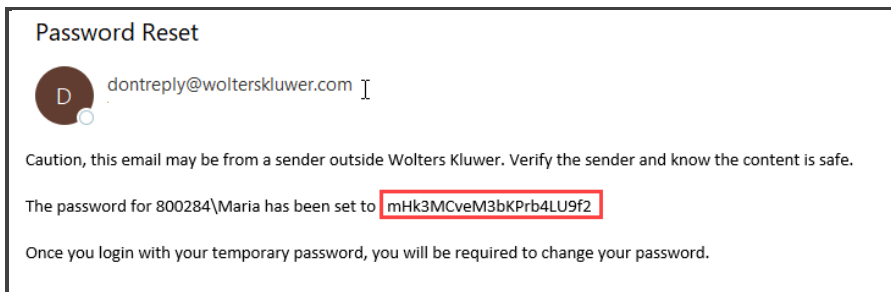 Password Reset
D
dontreply@wolterskluwer.com
Caution, this email may be from a sender outside Wolters Kluwer. Verify the sender and know the content is safe.
The password for 800284\Maria has been set to mHk3MCveM3bKPrb4LU9f2
Once you login with your temporary password, you will be required to change your password.